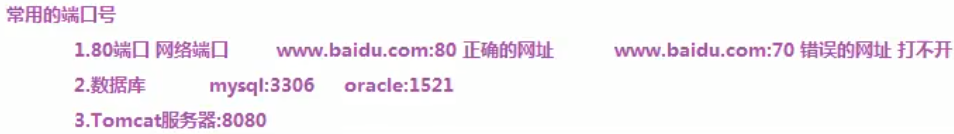 常用的端口号
1.80端口 网络端口 www.baidu.com:80 正确的网址 www.baidu.com:70 错误的网址 打不开
2.数据库 mysql:3306 oracle:1521
3.Tomcat服务器:8080